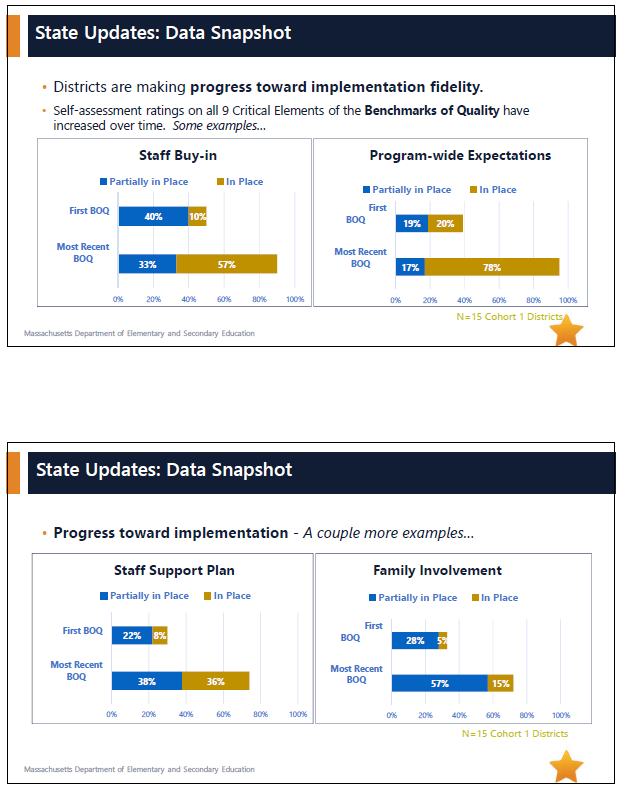 State Updates: Data Snapshot
• Districts are making progress toward implementation fidelity.
• Self-assessment ratings on all 9 Critical Elements of the Benchmarks of Quality have
increased over time. Some examples...
Staff Buy-in
Partially in Place In Place
First BOQ
40% 10%
Most Recent
BOQ
33% 57%
0% 20% 40% 60% 80% 100%
Program-wide Expectations
Partially in Place In Place
First
BOQ
19% 20%
Most Recent
BOQ
17% 78%
0% 20% 40% 60% 80% 100%
N=15 Cohort 1 Districts
Massachusetts Department of Elementary and Secondary Education
State Updates: Data Snapshot
• Progress toward implementation - A couple more examples...
Staff Support Plan
Partially in Place In Place
First BOQ
22% 8%
Most Recent
BOQ
38% 36%
0% 20% 40% 60% 80% 100%
Family Involvement
Partially in Place In Place
First
BOQ
28% 5%
Most Recent
BOQ
57% 15%
0% 20% 40% 60% 80% 100%
N=15 Cohort 1 Districts
Massachusetts Department of Elementary and Secondary Education